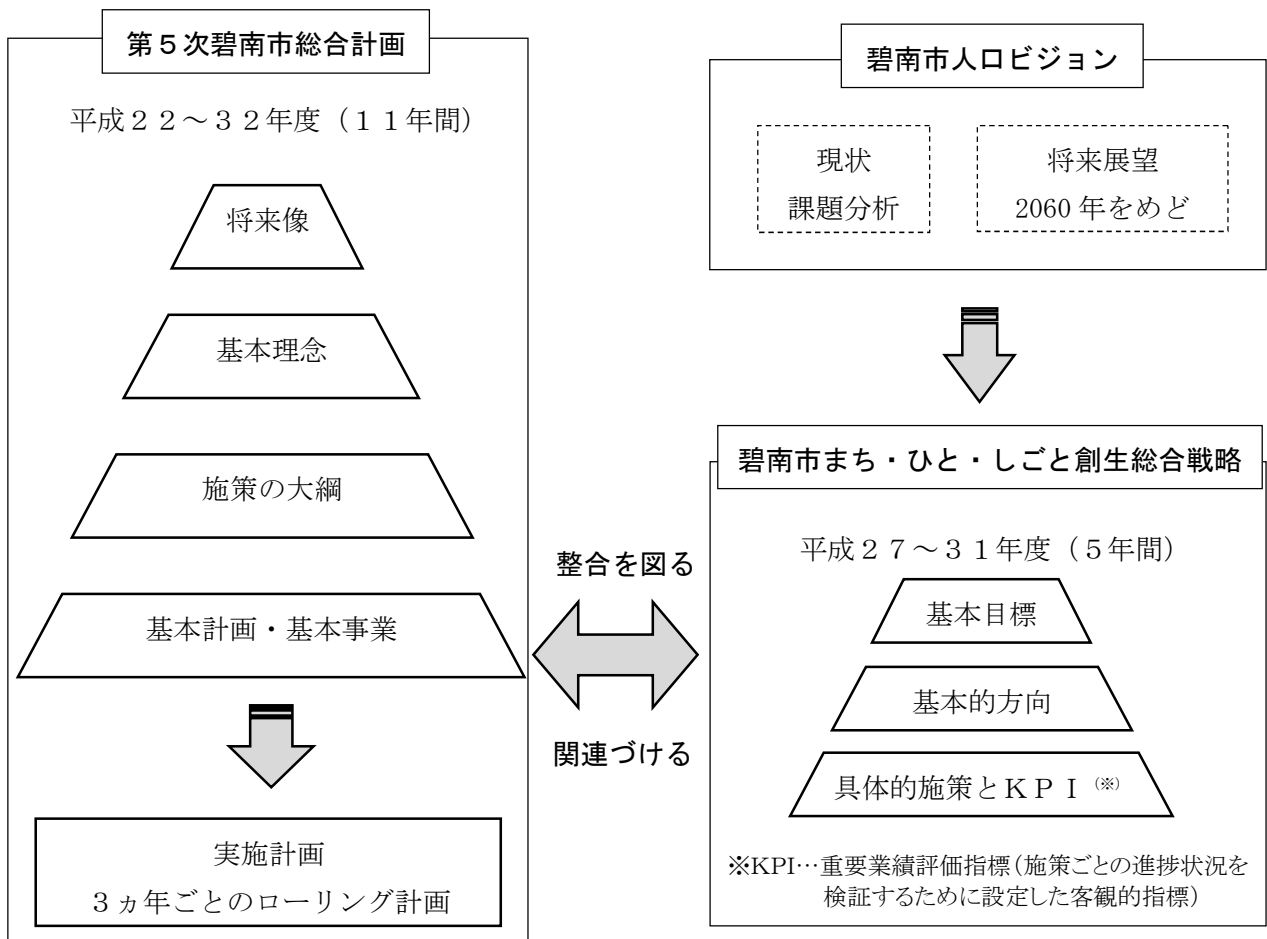 第５次碧南市総合計画
平成２２～３２年度（１１年間）
将来像
基本理念
施策の大綱
基本計画・基本事業
実施計画
３ヵ年ごとのローリング計画
整合を図る
関連づける
碧南市人口ビジョン
現状
課題分析
将来展望
2060 年をめど
碧南市まち・ひと・しごと創生総合戦略
平成２７～３１年度（５年間）
基本目標
基本的方向
具体的施策とＫＰＩ（※）
※KPI…重要業績評価指標（施策ごとの進捗状況を
検証するために設定した客観的指標）